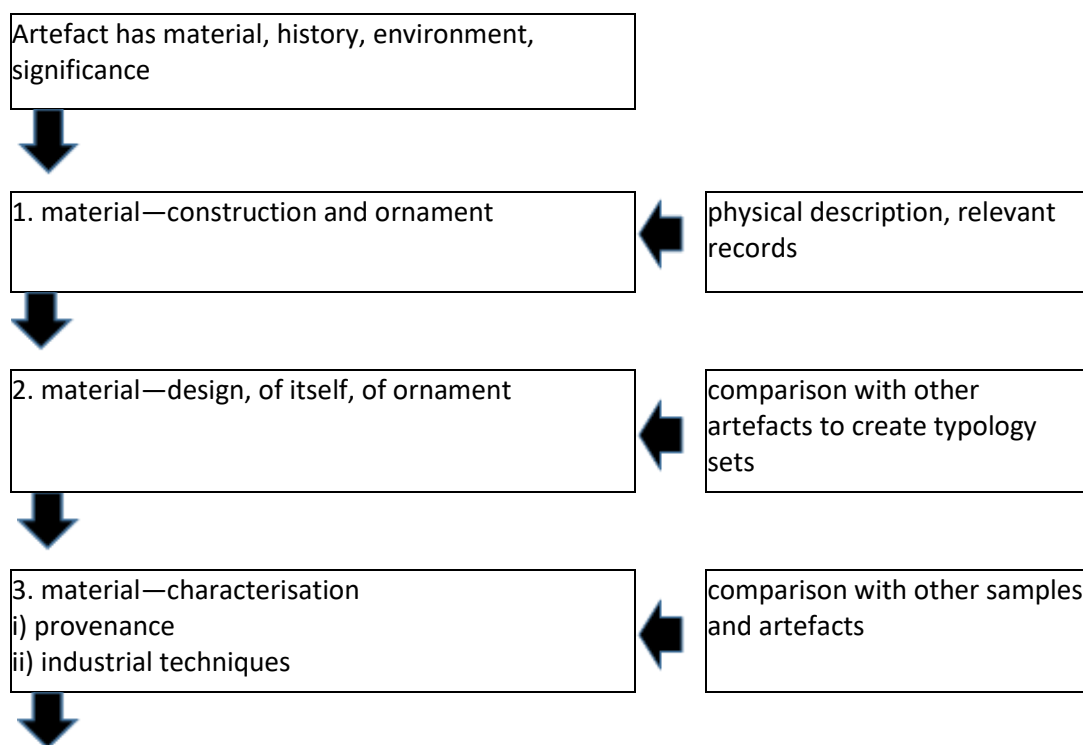 Artefact has material, history, environment,
significance
1. material—construction and ornament
physical description, relevant
records
2. material—design, of itself, of ornament
comparison with other
artefacts to create typology
sets
3. material—characterisation
i) provenance
ii) industrial techniques
comparison with other samples
and artefacts